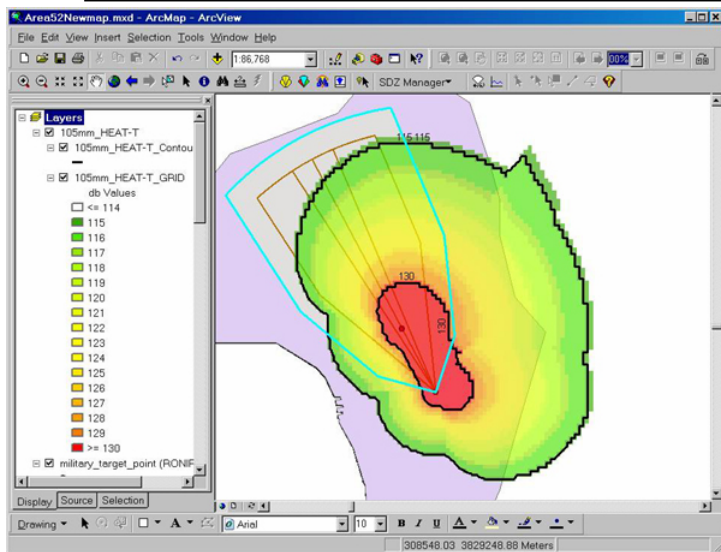 Area52Newmap.mxd - ArcMap - ArcView
File Edit View Insert Selection Tools Window Help
1:86,768
00%
SDZ Manager
Layers
105mm_HEAT-T
105mm_HEAT-T_Contou
105mm_HEAT-T_GRID
db Values
<= 114
115
116
117
118
119
120
121
122
123
124
125
126
127
128
129
>= 130
military_target_point (RONIF
Display Source Selection
115 115
130
130
Drawing A Arial 10 B I U A
308548.03 3829248.88 Meters